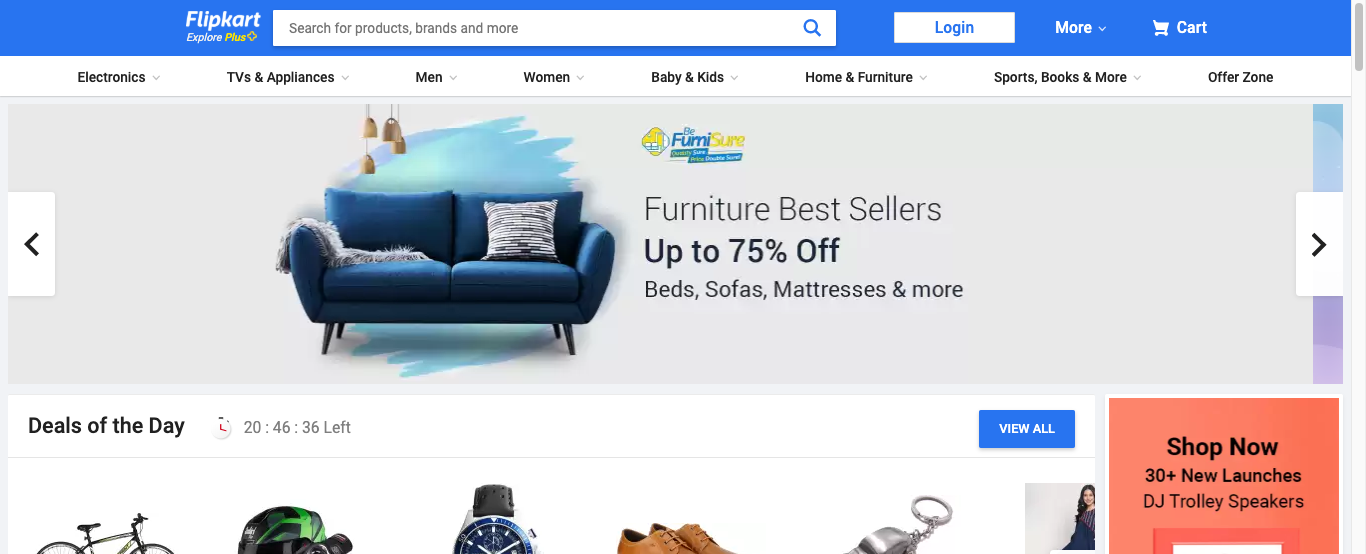 Flipkart
Explore Plus
Search for products, brands and more
Login
More
Cart
Electronics
TVs & Appliances
Men
Women
Baby & Kids
Home & Furniture
Sports, Books & More
Offer Zone
Be
FurniSure
Quality Sure
Price Double Sure!
Furniture Best Sellers
Up to 75% Off
Beds, Sofas, Mattresses & more
Deals of the Day
20 : 46 : 36 Left
VIEW ALL
Shop Now
30+ New Launches
DJ Trolley Speakers